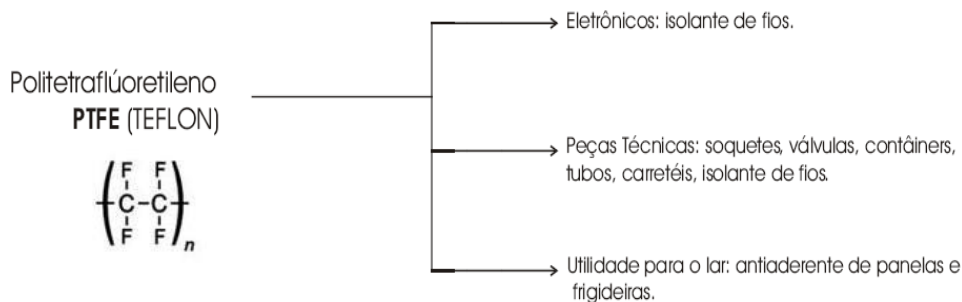 Eletrônicos: isolante de fios.
Politetraflúoretileno
PTFE (TEFLON)
Peças Técnicas: soquetes, válvulas, contâiners,
tubos, carretéis, isolante de fios.
F F
C-C
F F
n
Utilidade para o lar: antiaderente de panelas e
frigideiras.